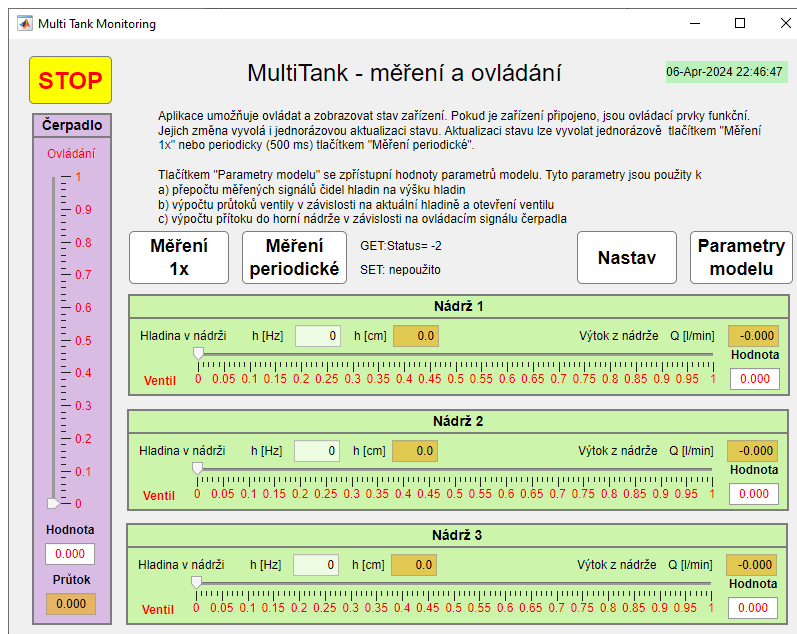 Multi Tank Monitoring
STOP
MultiTank - měření a ovládání
06-Apr-2024 22:46:47
Aplikace umožňuje ovládat a zobrazovat stav zařízení. Pokud je zařízení připojeno, jsou ovládací prvky funkční.
Jejich změna vyvolá i jednorázovou aktualizaci stavu. Aktualizaci stavu lze vyvolat jednorázově tlačítkem "Měření
1x" nebo periodicky (500 ms) tlačítkem "Měření periodické".
Tlačítkem "Parametry modelu" se zpřístupní hodnoty parametrů modelu. Tyto parametry jsou použity k
a) přepočtu měřených signálů čidel hladin na výšku hladin
b) výpočtu průtoků ventily v závislosti na aktuální hladině a otevření ventilu
c) výpočtu přítoku do horní nádrže v závislosti na ovládacím signálu čerpadla
Čerpadlo
Ovládání
1
0.9
0.8
0.7
0.6
0.5
0.4
0.3
0.2
0.1
0
Hodnota
0.000
Průtok
0.000
Měření
1x
Měření
periodické
GET:Status= -2
SET: nepoužito
Nastav
Parametry
modelu
Nádrž 1
Hladina v nádrži h [Hz] 0 h [cm] 0.0 Výtok z nádrže Q [l/min] -0.000
Hodnota
Ventil 0 0.05 0.1 0.15 0.2 0.25 0.3 0.35 0.4 0.45 0.5 0.55 0.6 0.65 0.7 0.75 0.8 0.85 0.9 0.95 1 0.000
Nádrž 2
Hladina v nádrži h [Hz] 0 h [cm] 0.0 Výtok z nádrže Q [l/min] -0.000
Hodnota
Ventil 0 0.05 0.1 0.15 0.2 0.25 0.3 0.35 0.4 0.45 0.5 0.55 0.6 0.65 0.7 0.75 0.8 0.85 0.9 0.95 1 0.000
Nádrž 3
Hladina v nádrži h [Hz] 0 h [cm] 0.0 Výtok z nádrže Q [l/min] -0.000
Hodnota
Ventil 0 0.05 0.1 0.15 0.2 0.25 0.3 0.35 0.4 0.45 0.5 0.55 0.6 0.65 0.7 0.75 0.8 0.85 0.9 0.95 1 0.000